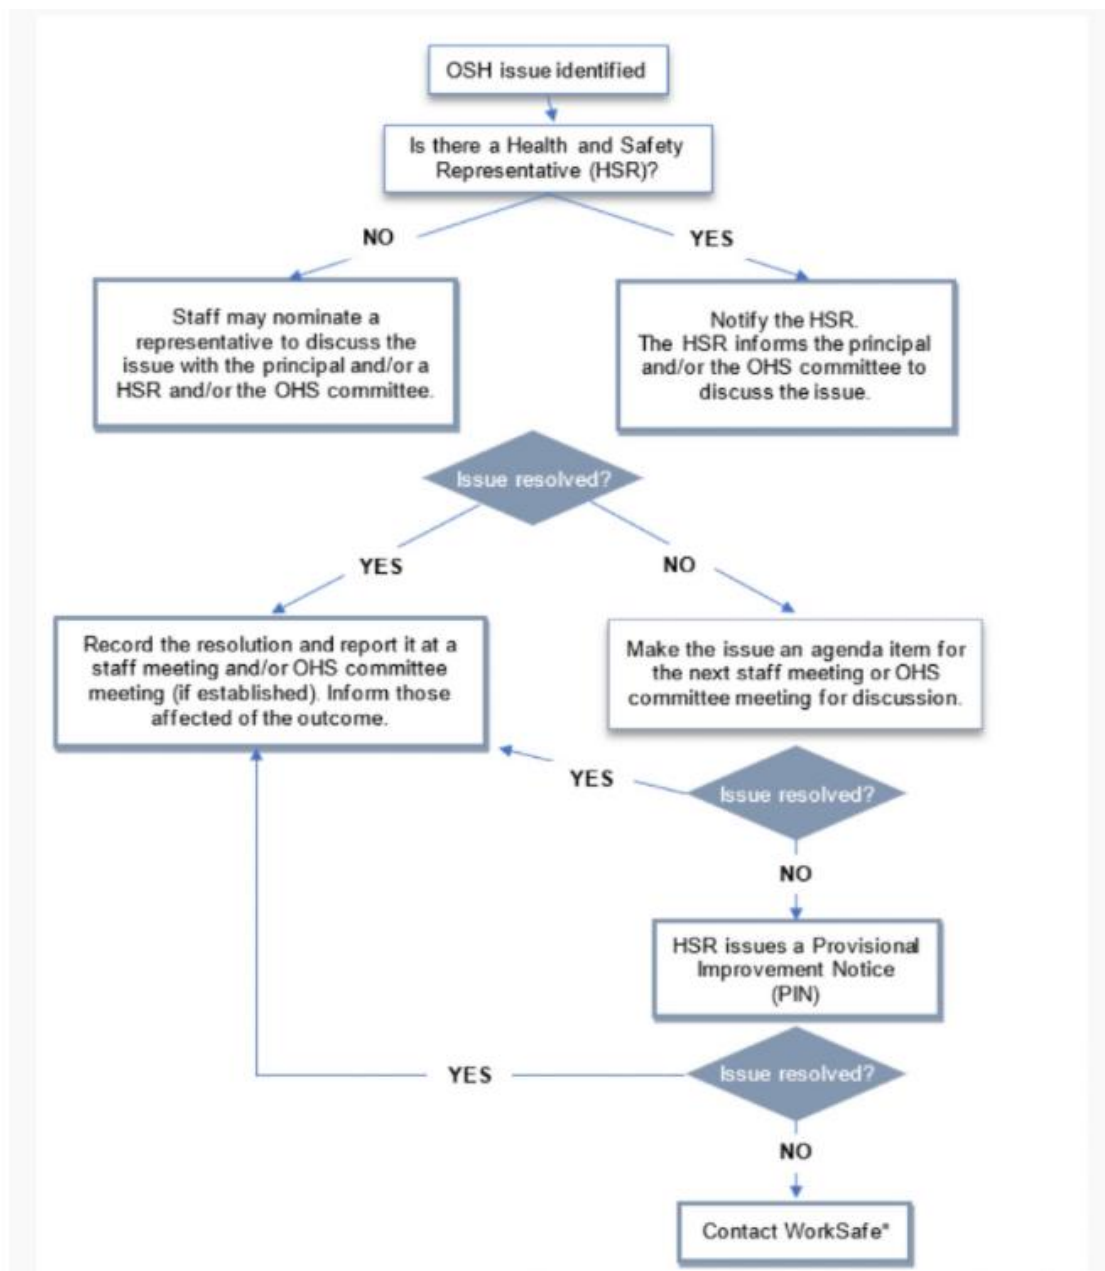 OSH issue identified
Is there a Health and Safety
Representative (HSR)?
NO
YES
Staff may nominate a
representative to discuss the
issue with the principal and/or a
HSR and/or the OHS committee.
Notify the HSR.
The HSR informs the principal
and/or the OHS committee to
discuss the issue.
Issue resolved?
YES
NO
Record the resolution and report it at a
staff meeting and/or OHS committee
meeting (if established). Inform those
affected of the outcome.
Make the issue an agenda item for
the next staff meeting or OHS
committee meeting for discussion.
YES
Issue resolved?
NO
HSR issues a Provisional
Improvement Notice
(PIN)
YES
Issue resolved?
NO
Contact WorkSafe*